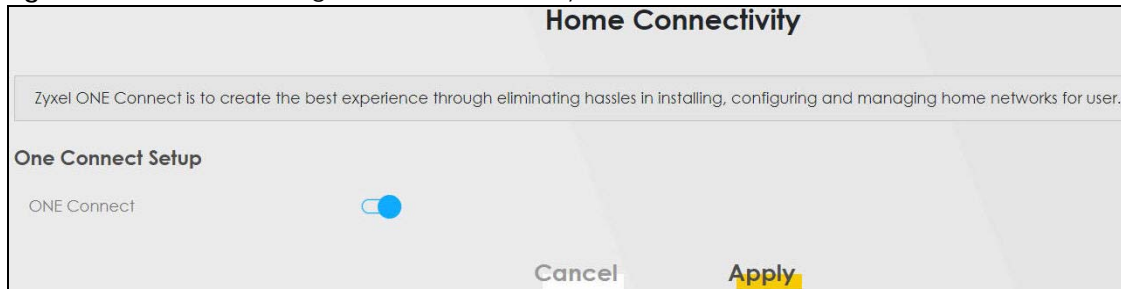 Home Connectivity
Zyxel ONE Connect is to create the best experience through eliminating hassles in installing, configuring and managing home networks for user.
One Connect Setup
ONE Connect
Cancel Apply